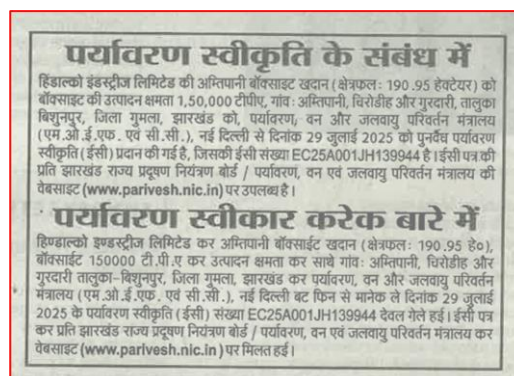 पर्यावरण स्वीकृति के संबंध में
हिंडाल्को इंडस्ट्रीज लिमिटेड की अम्तिपानी बॉक्साइट खदान (क्षेत्रफल: 190.95 हेक्टेयर) को
बॉक्साइट की उत्पादन क्षमता 1,50,000 टीपीए, गांव: अम्तिपानी, चिरोडीह और गुरदारी, तालुका
बिशुनपुर, जिला गुमला, झारखंड को, पर्यावरण, वन और जलवायु परिवर्तन मंत्रालय
(एम.ओ.ई.एफ. एवं सी.सी.), नई दिल्ली से दिनांक 29 जुलाई 2025 को पुनर्वैध पर्यावरण
स्वीकृति (ईसी) प्रदान की गई है, जिसकी ईसी संख्या EC25A001JH139944 है। ईसी पत्र की
प्रति झारखंड राज्य प्रदूषण नियंत्रण बोर्ड / पर्यावरण, वन एवं जलवायु परिवर्तन मंत्रालय की
वेबसाइट (www.parivesh.nic.in) पर उपलब्ध है।
पर्यावरण स्वीकार करेक बारे में
हिण्डाल्को इण्डस्ट्रीज लिमिटेड कर अम्तिपानी बॉक्साईट खदान (क्षेत्रफल: 190.95 हे०),
बॉक्साईट 150000 टी.पी.ए कर उत्पादन क्षमता कर साथे गांव: अम्तिपानी, चिरोडीह और
गुरदारी तालुका-बिशुनपुर, जिला गुमला, झारखंड कर पर्यावरण, वन और जलवायु परिवर्तन
मंत्रालय (एम.ओ.ई.एफ. एवं सी.सी.), नई दिल्ली बट फिन से मानेक ले दिनांक 29 जुलाई
2025 के पर्यावरण स्वीकृति (ईसी) संख्या EC25A001JH139944 देवल गेले हई। ईसी पत्र
कर प्रति झारखंड राज्य प्रदूषण नियंत्रण बोर्ड / पर्यावरण, वन एवं जलवायु परिवर्तन मंत्रालय कर
वेबसाइट (www.parivesh.nic.in) पर मिलत हई।